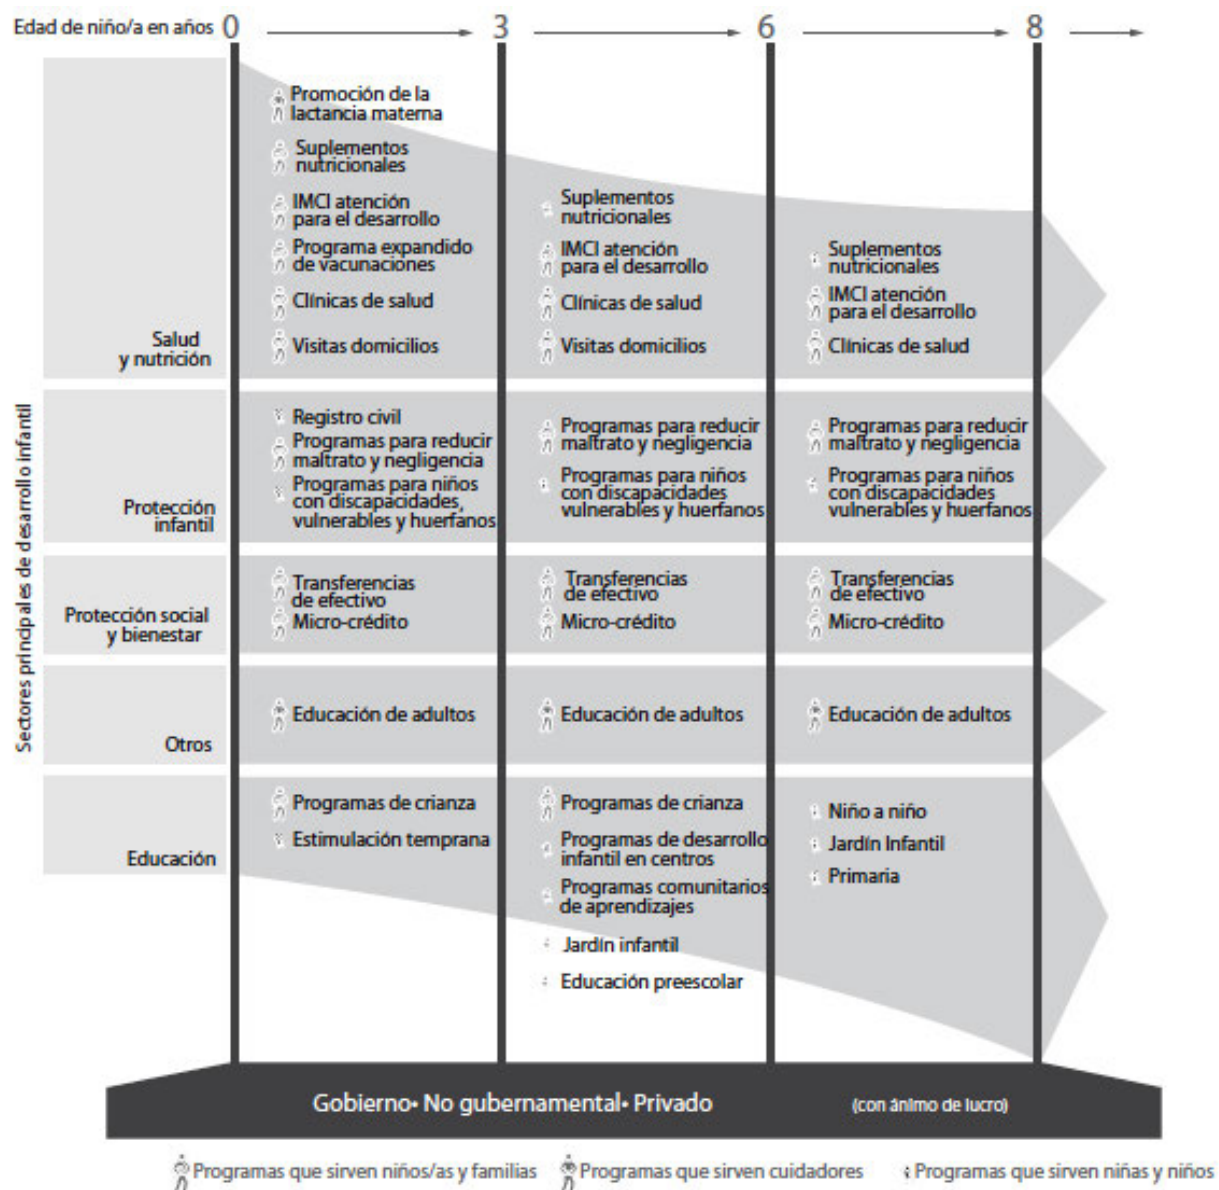 Edad de niño/a en años 0 3 6 8
Promoción de la
lactancia materna
Suplementos
nutricionales
IMCI atención
para el desarrollo
Programa expandido
de vacunaciones
Clínicas de salud
Visitas domicilios
Suplementos
nutricionales
IMCI atención
para el desarrollo
Clínicas de salud
Visitas domicilios
Suplementos
nutricionales
IMCI atención
para el desarrollo
Clínicas de salud
Salud
y nutrición
Sectores principales de desarrollo infantil
Registro civil
Programas para reducir
maltrato y negligencia
Programas para niños
con discapacidades,
vulnerables y huerfanos
Programas para reducir
maltrato y negligencia
Programas para niños
con discapacidades
vulnerables y huerfanos
Programas para reducir
maltrato y negligencia
Programas para niños
con discapacidades
vulnerables y huerfanos
Protección
infantil
Transferencias
de efectivo
Micro-crédito
Transferencias
de efectivo
Micro-crédito
Transferencias
de efectivo
Micro-crédito
Protección social
y bienestar
Educación de adultos
Educación de adultos
Educación de adultos
Otros
Programas de crianza
Estimulación temprana
Programas de crianza
Programas de desarrollo
infantil en centros
Programas comunitarios
de aprendizajes
Jardín infantil
Educación preescolar
Niño a niño
Jardín Infantil
Primaria
Educación
Gobierno• No gubernamental• Privado (con ánimo de lucro)
Programas que sirven niños/as y familias
Programas que sirven cuidadores
Programas que sirven niñas y niños